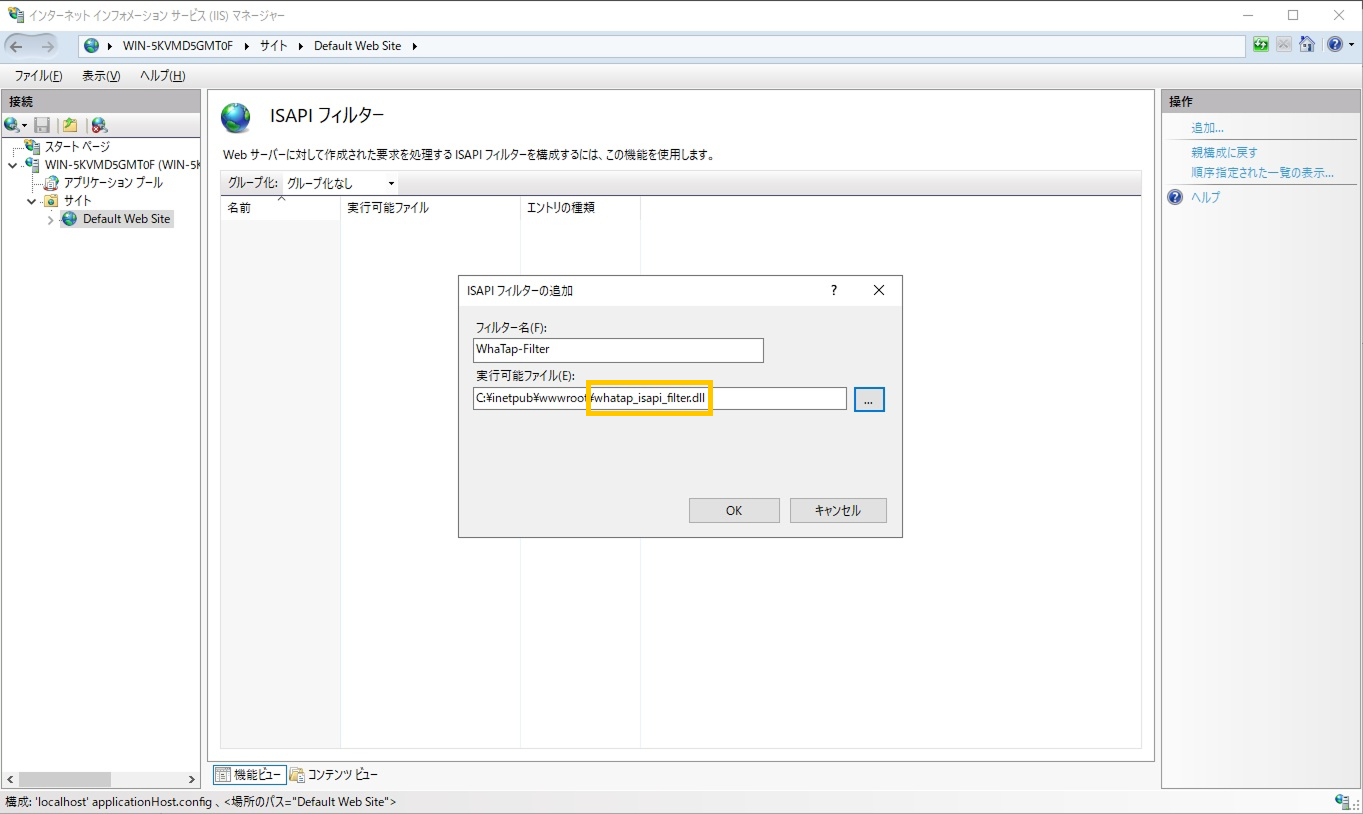 インターネット インフォメーション サービス (IIS) マネージャー
WIN-5KVMD5GMT0F サイト Default Web Site
ファイル(F) 表示(V) ヘルプ(H)
接続
スタート ページ
WIN-5KVMD5GMT0F (WIN-5K
アプリケーション プール
サイト
Default Web Site
ISAPI フィルター
Web サーバーに対して作成された要求を処理する ISAPI フィルターを構成するには、この機能を使用します。
グループ化: グループ化なし
名前 実行可能ファイル エントリの種類
ISAPI フィルターの追加 ?
フィルター名(F):
WhaTap-Filter
実行可能ファイル(E):
C:¥inetpub¥wwwroot¥whatap_isapi_filter.dll
...
OK キャンセル
機能ビュー コンテンツ ビュー
操作
追加...
親構成に戻す
順序指定された一覧の表示...
ヘルプ
構成: 'localhost' applicationHost.config 、<場所のパス="Default Web Site">